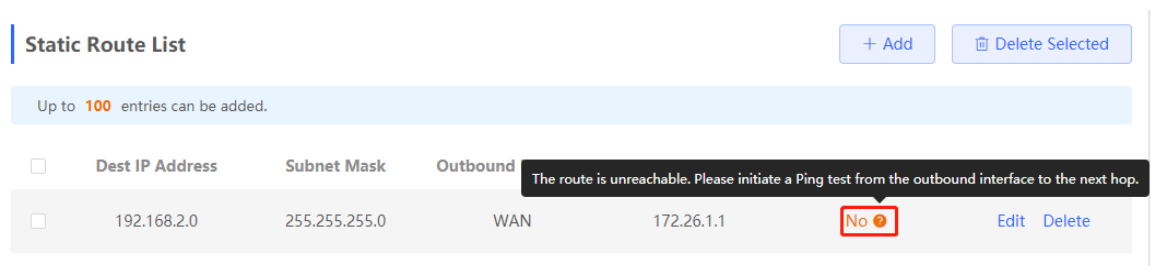 Static Route List
+ Add
Delete Selected
Up to 100 entries can be added.
Dest IP Address Subnet Mask Outbound
The route is unreachable. Please initiate a Ping test from the outbound interface to the next hop.
192.168.2.0 255.255.255.0 WAN 172.26.1.1 No ? Edit Delete